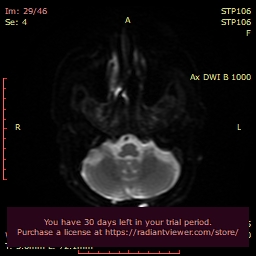 Im: 29/46
Se: 4
STP106
STP106
F
A
Ax DWI B 1000
R
L
You have 30 days left in your trial period.
Purchase a license at https://radiantviewer.com/store/